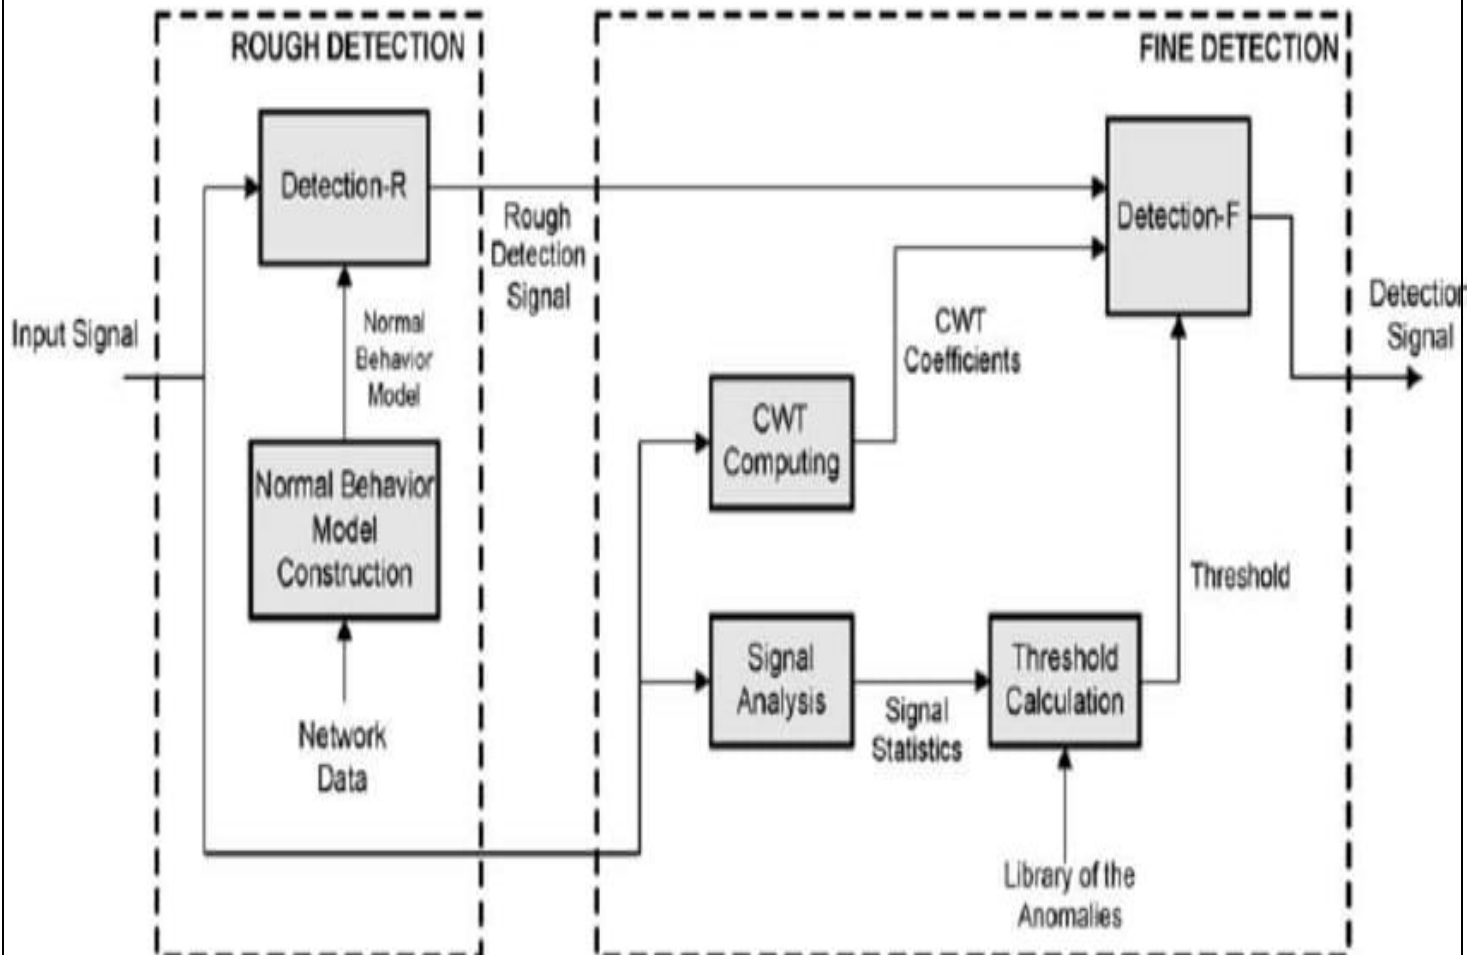 ROUGH DETECTION
FINE DETECTION
Detection-R
Rough
Detection
Signal
Detection-F
Input Signal
Normal
Behavior
Model
CWT
Coefficients
Detection
Signal
CWT
Computing
Normal Behavior
Model
Construction
Threshold
Signal
Analysis
Signal
Statistics
Threshold
Calculation
Network
Data
Library of the
Anomalies